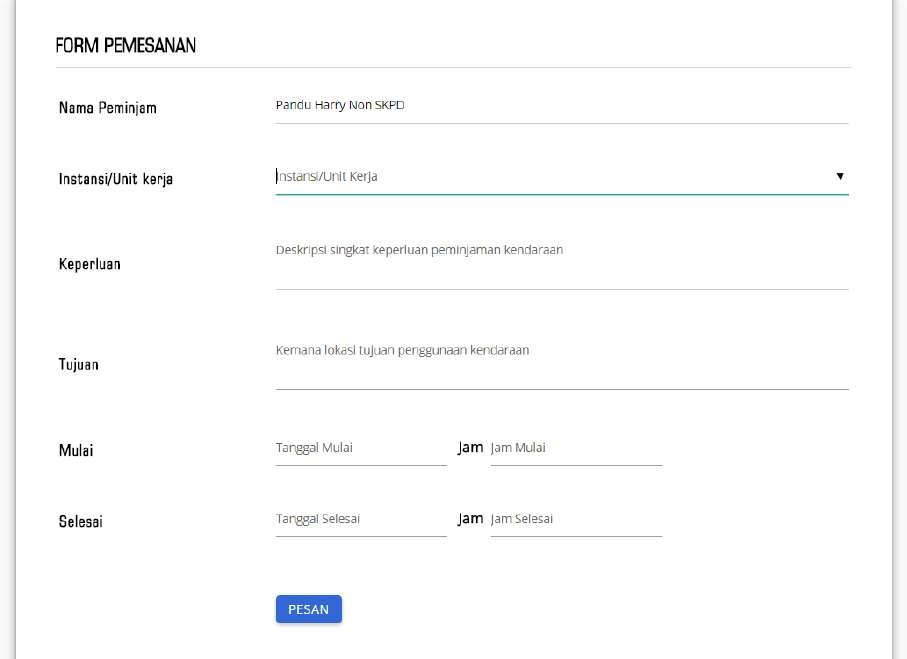 FORM PEMESANAN
Nama Peminjam Pandu Harry Non SKPD
Instansi/Unit kerja Instansi/Unit Kerja ▼
Keperluan Deskripsi singkat keperluan peminjaman kendaraan
Tujuan Kemana lokasi tujuan penggunaan kendaraan
Mulai Tanggal Mulai Jam Jam Mulai
Selesai Tanggal Selesai Jam Jam Selesai
PESAN